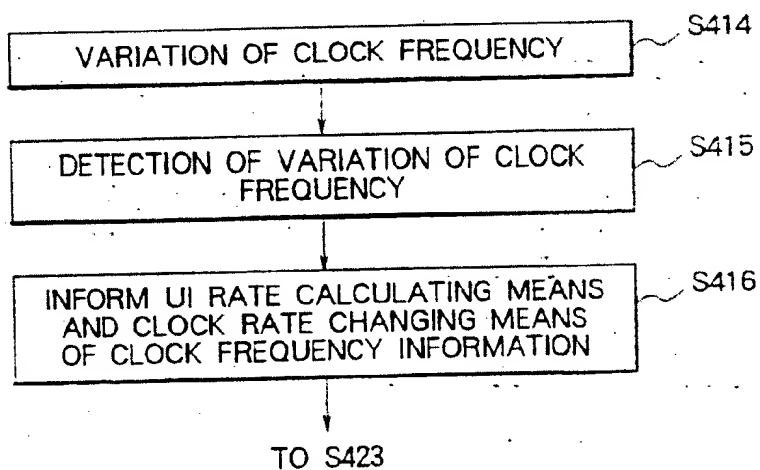 VARIATION OF CLOCK FREQUENCY
S414
DETECTION OF VARIATION OF CLOCK
FREQUENCY
S415
INFORM UI RATE CALCULATING MEANS
AND CLOCK RATE CHANGING MEANS
OF CLOCK FREQUENCY INFORMATION
S416
TO S423